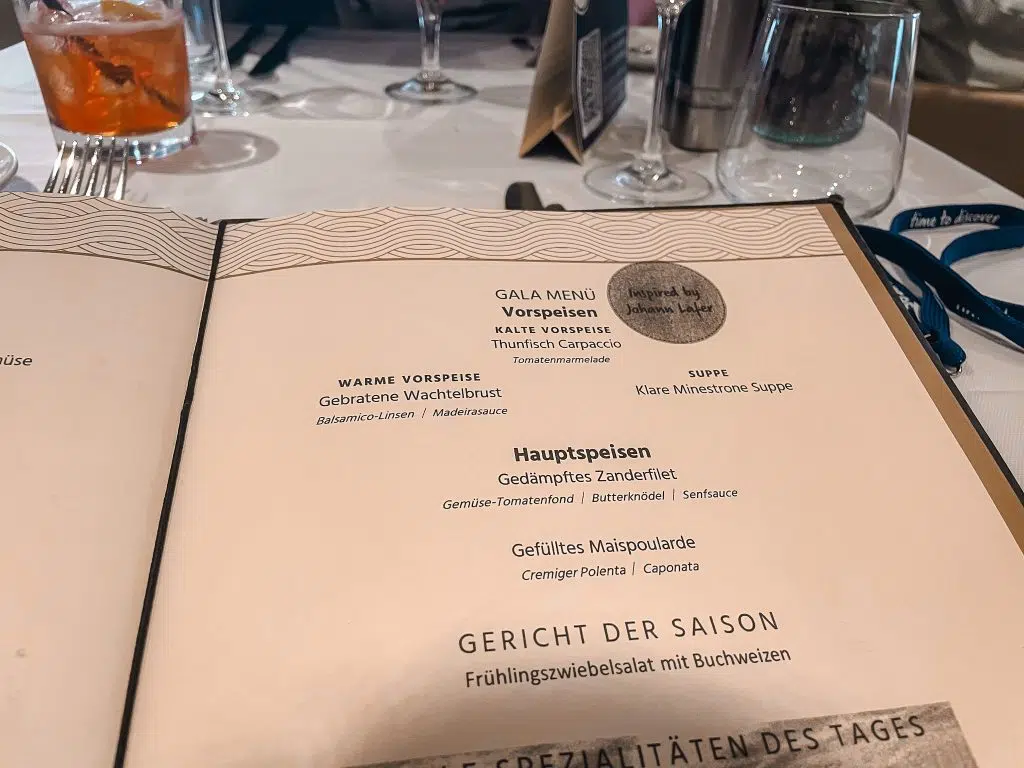 time to discover
GALA MENÜ
Inspired by
Johann Lafer
Vorspeisen
KALTE VORSPEISE
Thunfisch Carpaccio
Tomatenmarmelade
WARME VORSPEISE
Gebratene Wachtelbrust
Balsamico-Linsen / Madeirasauce
SUPPE
Klare Minestrone Suppe
Hauptspeisen
Gedämpftes Zanderfilet
Gemüse-Tomatenfond | Butterknödel | Senfsauce
Gefülltes Maispoularde
Cremiger Polenta | Caponata
GERICHT DER SAISON
Frühlingszwiebelsalat mit Buchweizen
SPEZIALITÄTEN DES TAGES